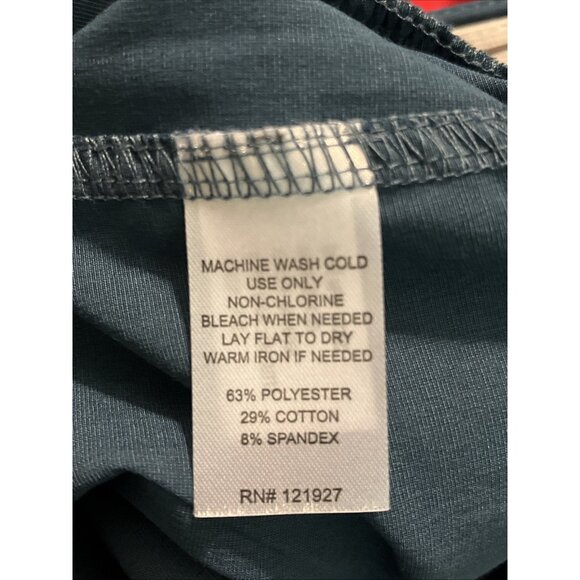 MACHINE WASH COLD
USE ONLY
NON-CHLORINE
BLEACH WHEN NEEDED
LAY FLAT TO DRY
WARM IRON IF NEEDED
63% POLYESTER
29% COTTON
8% SPANDEX
RN# 121927